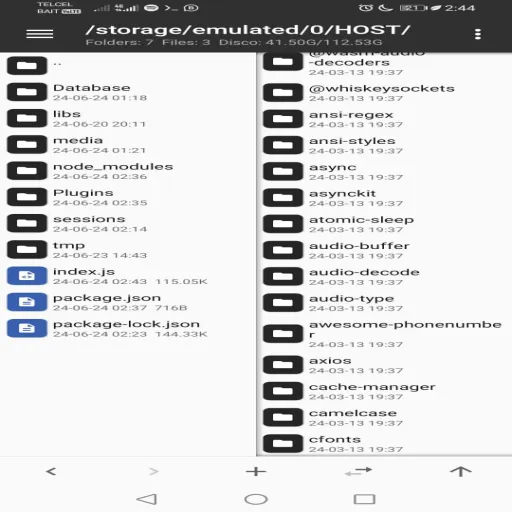 TELCEL
BAIT VoLTE
2:44
/storage/emulated/0/HOST/
Folders: 7 Files: 3 Disco: 41.50G/112.53G
..
Database
24-06-24 01:18
libs
24-06-20 20:11
media
24-06-24 01:21
node_modules
24-06-24 02:36
Plugins
24-06-24 02:35
sessions
24-06-24 02:14
tmp
24-06-23 14:43
index.js
24-06-24 02:43 115.05K
package.json
24-06-24 02:37 716B
package-lock.json
24-06-24 02:23 144.33K
@wasm-audio
-decoders
24-03-13 19:37
@whiskeysockets
24-03-13 19:37
ansi-regex
24-03-13 19:37
ansi-styles
24-03-13 19:37
async
24-03-13 19:37
asynckit
24-03-13 19:37
atomic-sleep
24-03-13 19:37
audio-buffer
24-03-13 19:37
audio-decode
24-03-13 19:37
audio-type
24-03-13 19:37
awesome-phonenumbe
r
24-03-13 19:37
axios
24-03-13 19:37
cache-manager
24-03-13 19:37
camelcase
24-03-13 19:37
cfonts
24-03-13 19:37